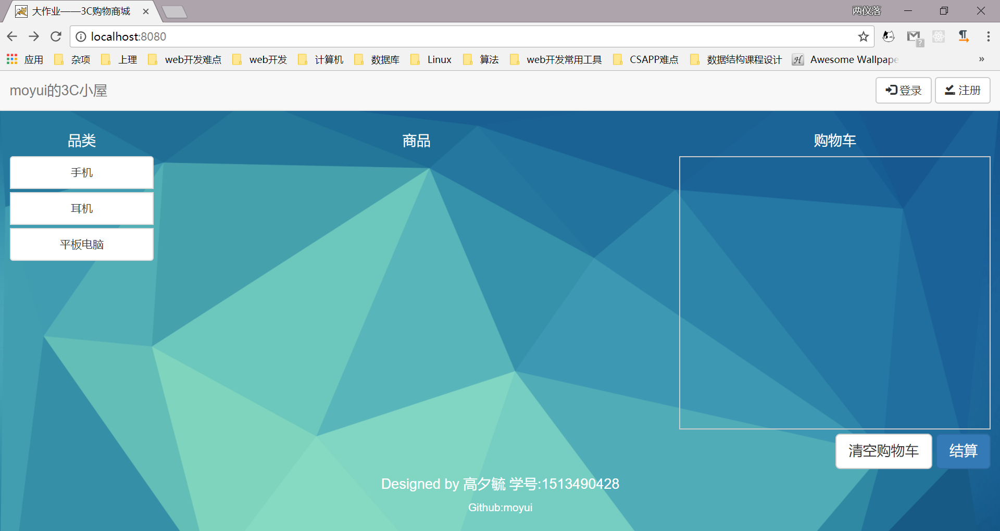 大作业——3C购物商城
两仪落
localhost:8080
应用 杂项 上理 web开发难点 web开发 计算机 数据库 Linux 算法 web开发常用工具 CSAPP难点 数据结构课程设计 Awesome Wallpape
moyui的3C小屋
登录 注册
品类 商品 购物车
手机
耳机
平板电脑
清空购物车 结算
Designed by 高夕毓 学号:1513490428
Github:moyui